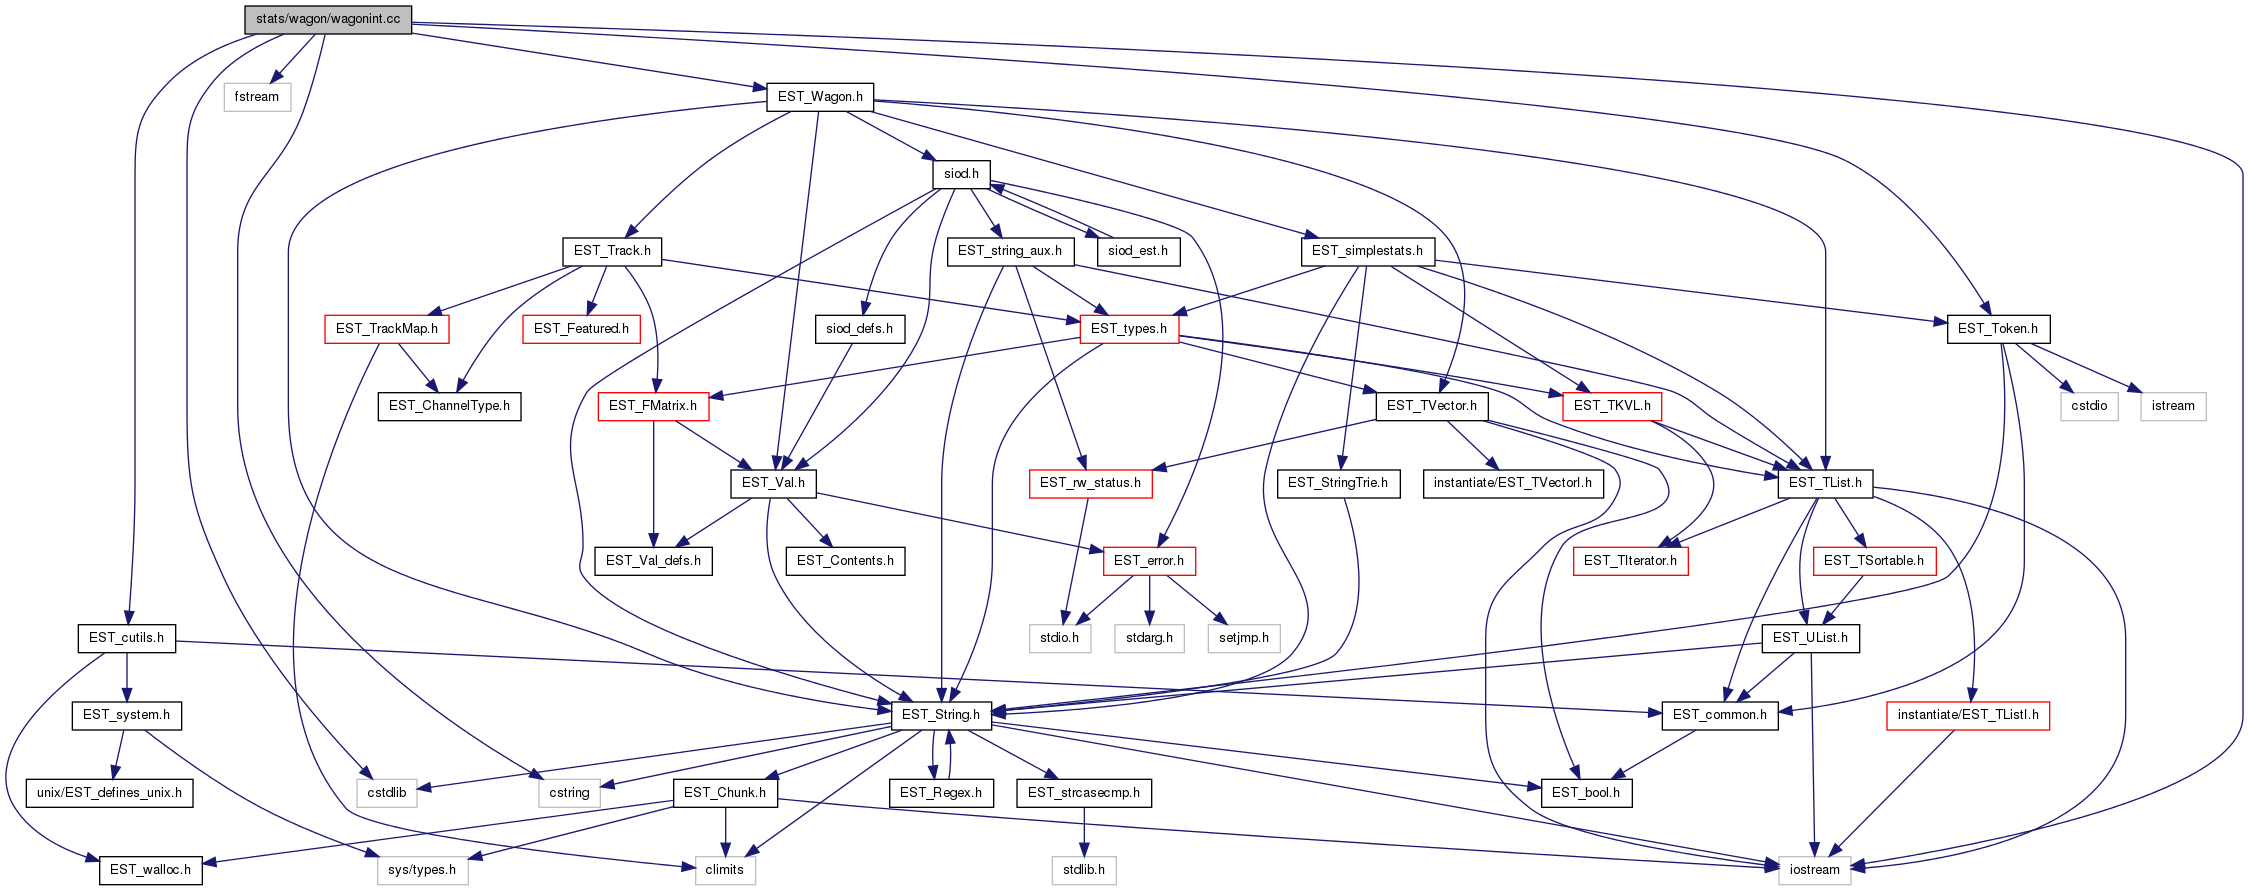 stats/wagon/wagonint.cc
fstream
EST_Wagon.h
siod.h
EST_Track.h
EST_string_aux.h
siod_est.h
EST_simplestats.h
EST_TrackMap.h
EST_Featured.h
siod_defs.h
EST_types.h
EST_Token.h
EST_ChannelType.h
EST_FMatrix.h
EST_TVector.h
EST_TKVL.h
cstdio
istream
EST_Val.h
EST_rw_status.h
EST_StringTrie.h
instantiate/EST_TVectorI.h
EST_TList.h
EST_Val_defs.h
EST_Contents.h
EST_error.h
EST_TIterator.h
EST_TSortable.h
EST_cutils.h
stdio.h
stdarg.h
setjmp.h
EST_UList.h
EST_system.h
EST_String.h
EST_common.h
instantiate/EST_TListI.h
unix/EST_defines_unix.h
cstdlib
cstring
EST_Chunk.h
EST_Regex.h
EST_strcasecmp.h
EST_bool.h
EST_walloc.h
sys/types.h
climits
stdlib.h
iostream